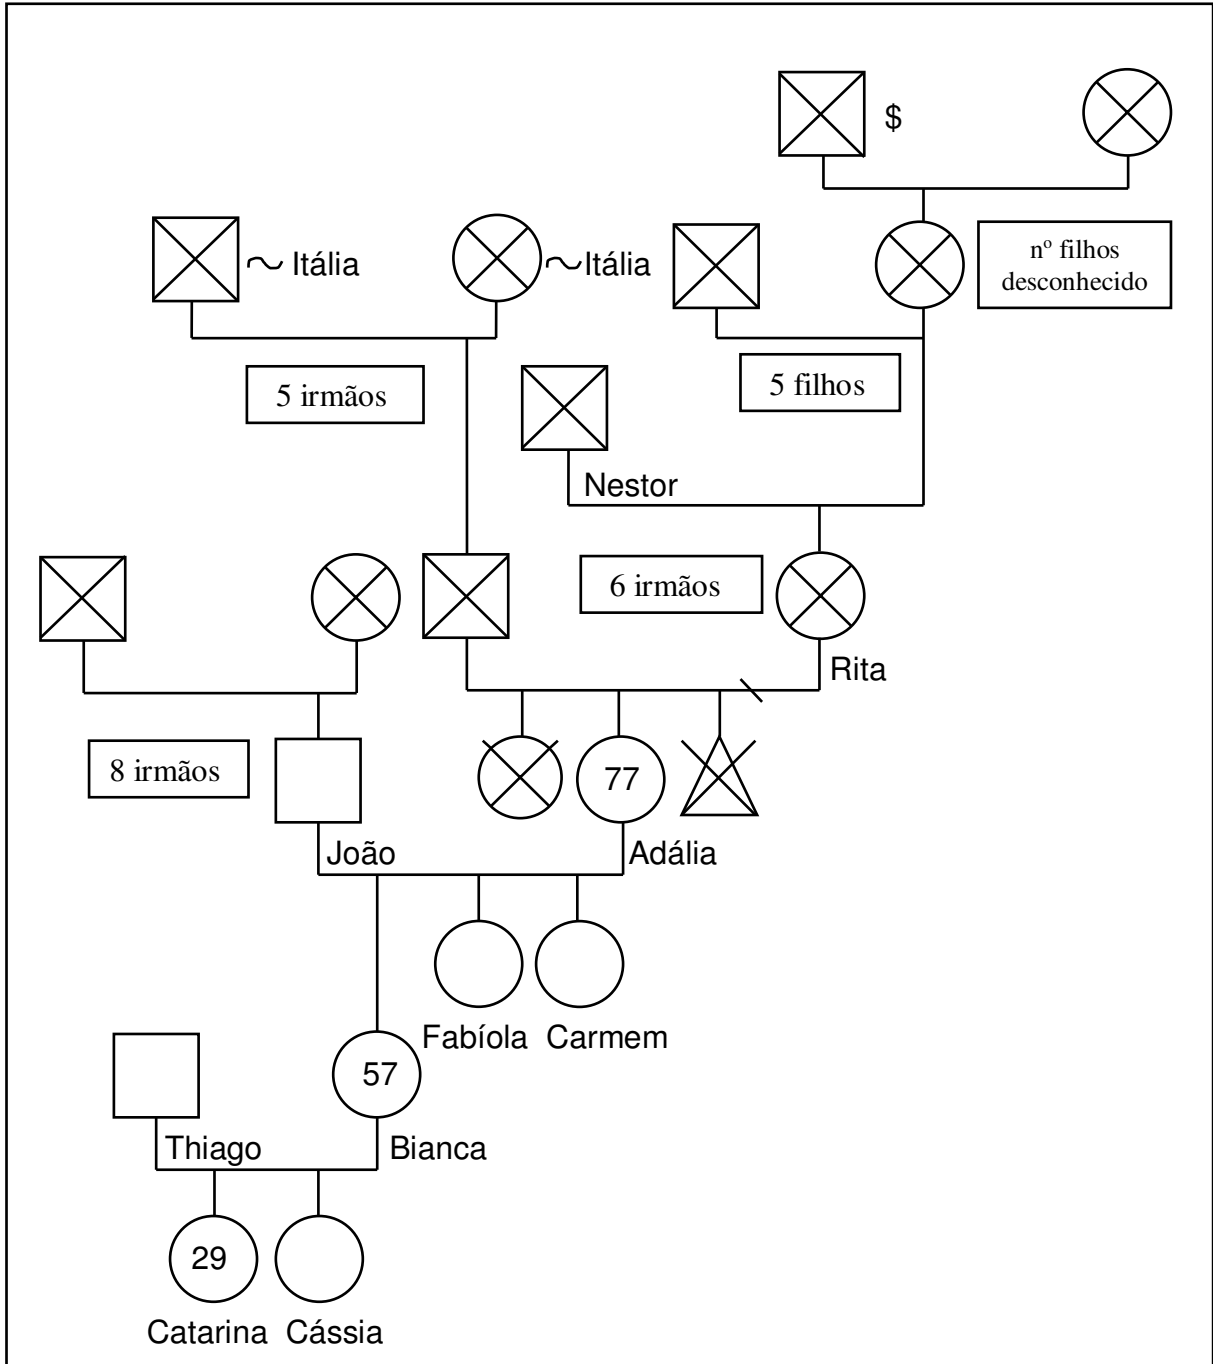 $
nº filhos
desconhecido
~ Itália
~ Itália
5 irmãos
5 filhos
Nestor
6 irmãos
Rita
8 irmãos
77
João
Adália
Fabíola Carmem
57
Thiago
Bianca
29
Catarina Cássia